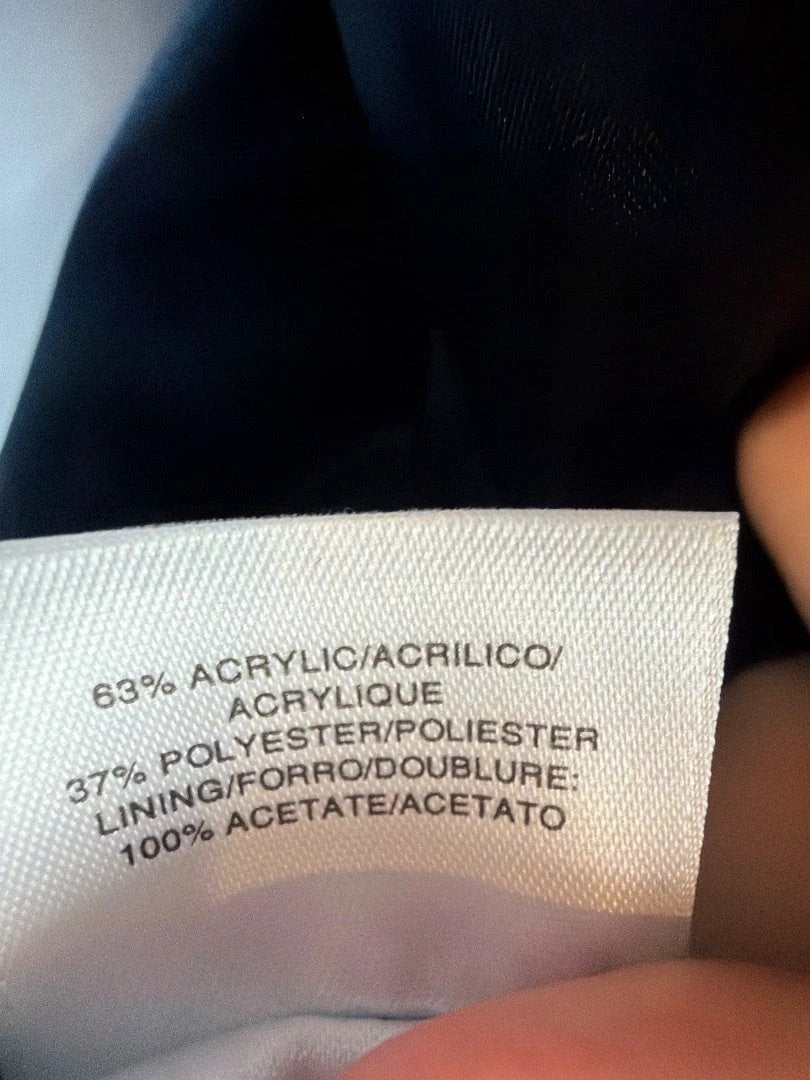 63% ACRYLIC/ACRILICO/
ACRYLIQUE
37% POLYESTER/POLIESTER
LINING/FORRO/DOUBLURE:
100% ACETATE/ACETATO